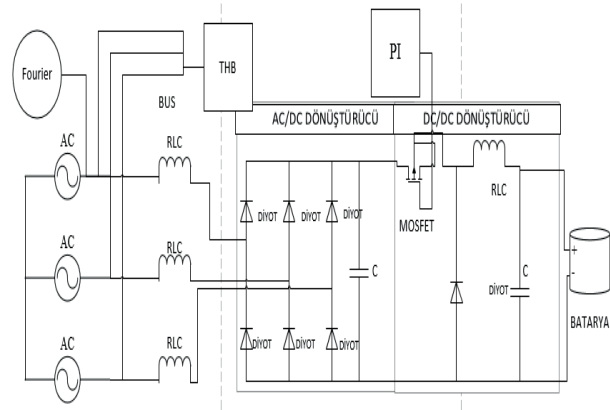 Fourier
THB
PI
BUS
AC/DC DÖNÜŞTÜRÜCÜ
DC/DC DÖNÜŞTÜRÜCÜ
AC
RLC
RLC
MOSFET
DİYOT
DİYOT
DİYOT
AC
RLC
C
C
DİYOT
+
-
BATARYA
AC
RLC
DİYOT
DİYOT
DİYOT